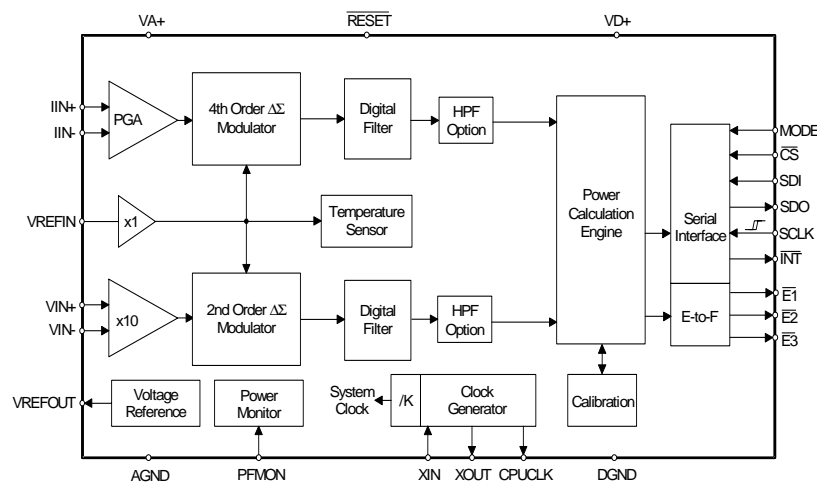 VA+
RESET
VD+
IIN+
IIN-
PGA
4th Order ΔΣ
Modulator
Digital
Filter
HPF
Option
VREFIN
x1
Temperature
Sensor
VIN+
VIN-
x10
2nd Order ΔΣ
Modulator
Digital
Filter
HPF
Option
Power
Calculation
Engine
Serial
Interface
E-to-F
MODE
CS
SDI
SDO
SCLK
INT
E1
E2
E3
VREFOUT
Voltage
Reference
Power
Monitor
System
Clock
/K
Clock
Generator
Calibration
AGND
PFMON
XIN
XOUT
CPUCLK
DGND